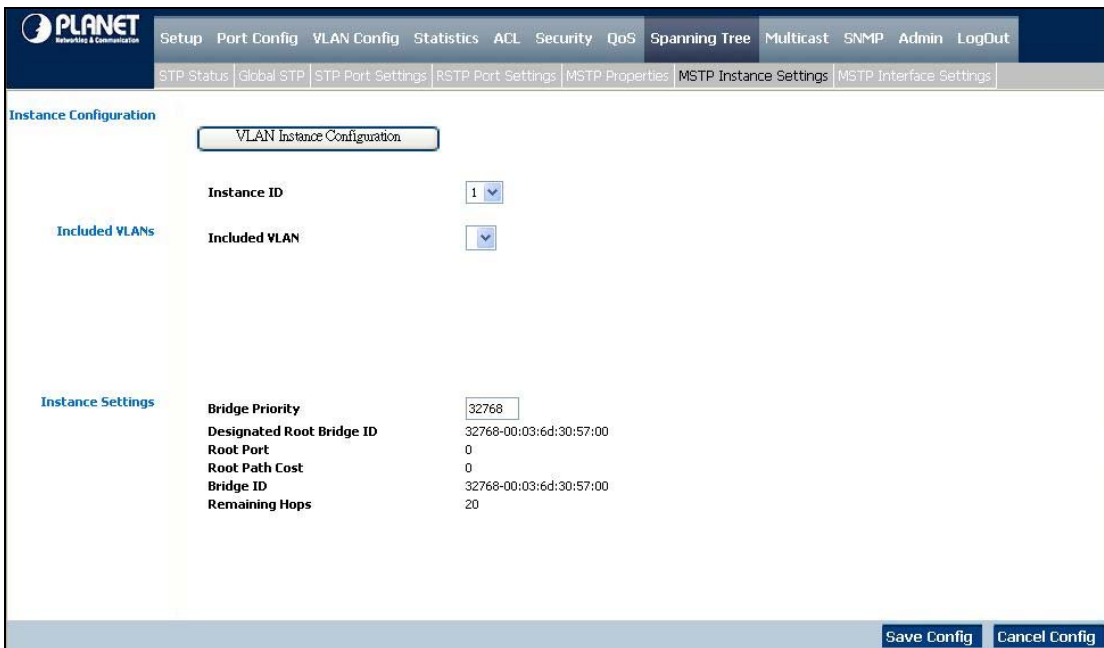 PLANET
Networking & Communication
Setup Port Config VLAN Config Statistics ACL Security QoS Spanning Tree Multicast SNMP Admin LogOut
STP Status Global STP STP Port Settings RSTP Port Settings MSTP Properties MSTP Instance Settings MSTP Interface Settings
Instance Configuration
VLAN Instance Configuration
Instance ID 1
Included VLANs
Included VLAN
Instance Settings
Bridge Priority 32768
Designated Root Bridge ID 32768-00:03:6d:30:57:00
Root Port 0
Root Path Cost 0
Bridge ID 32768-00:03:6d:30:57:00
Remaining Hops 20
Save Config Cancel Config